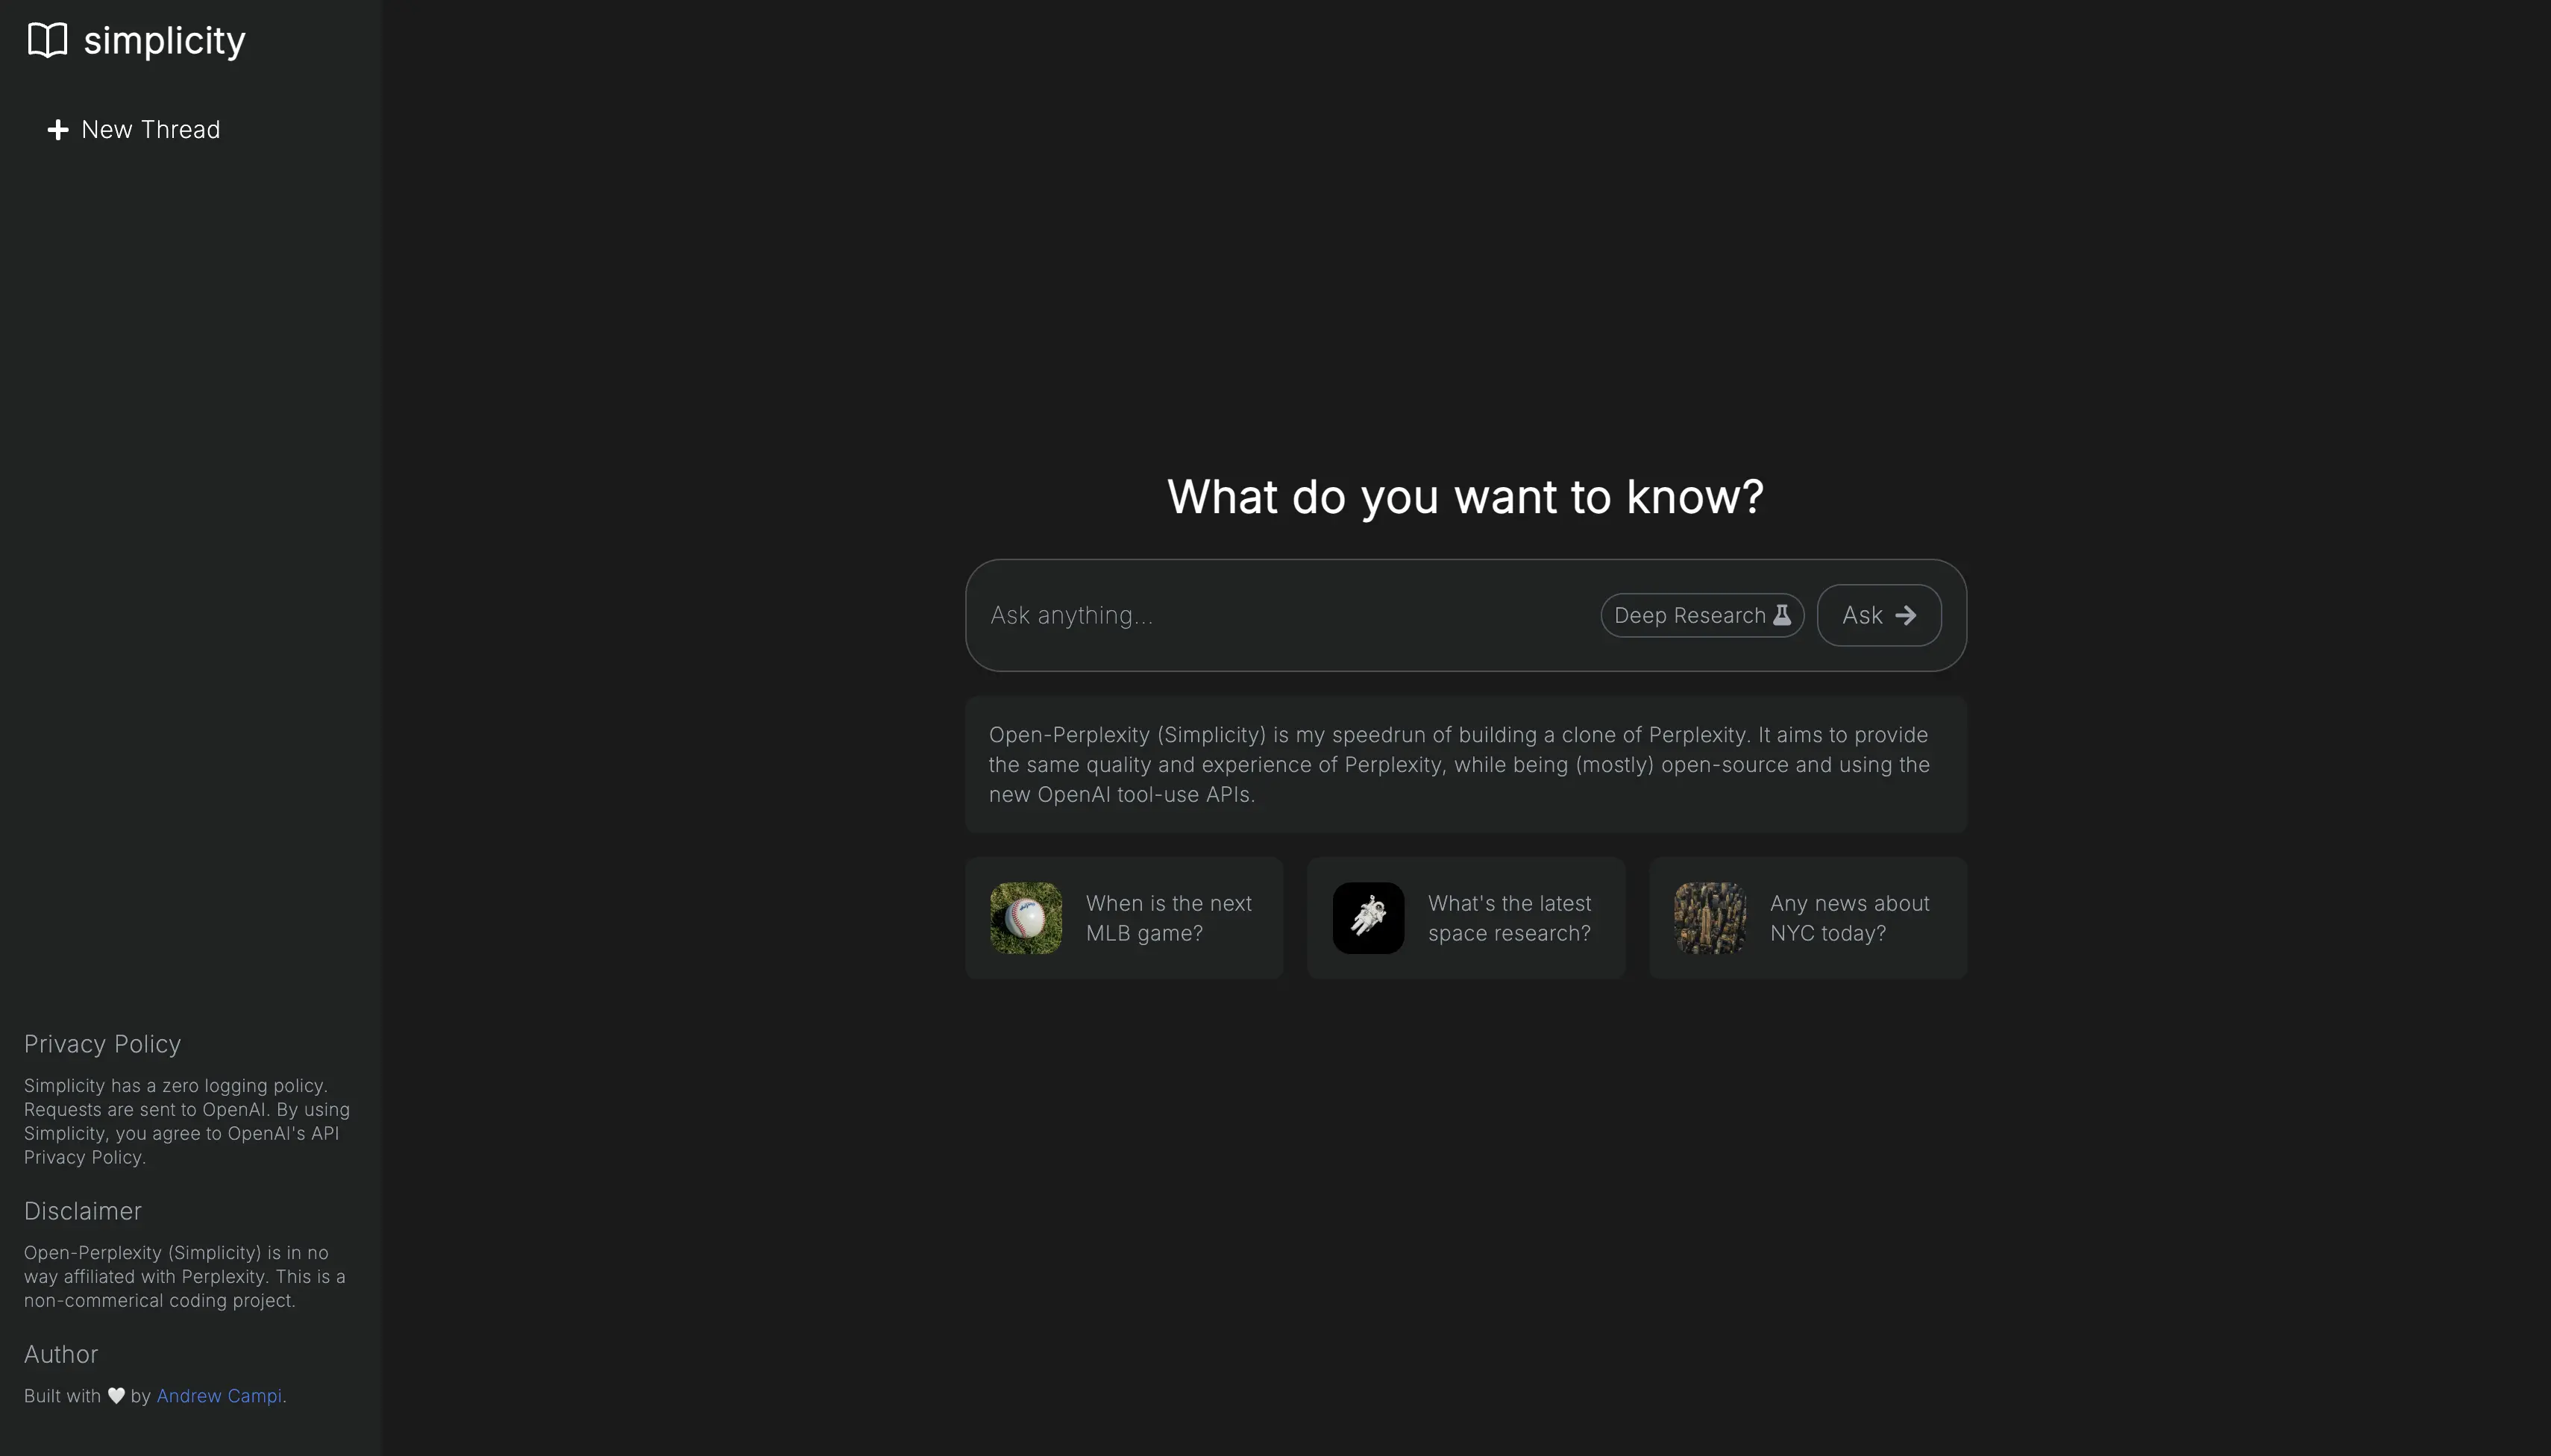 simplicity
New Thread
What do you want to know?
Ask anything...
Deep Research
Ask
Open-Perplexity (Simplicity) is my speedrun of building a clone of Perplexity. It aims to provide
the same quality and experience of Perplexity, while being (mostly) open-source and using the
new OpenAI tool-use APIs.
When is the next
MLB game?
What's the latest
space research?
Any news about
NYC today?
Privacy Policy
Simplicity has a zero logging policy.
Requests are sent to OpenAI. By using
Simplicity, you agree to OpenAI's API
Privacy Policy.
Disclaimer
Open-Perplexity (Simplicity) is in no
way affiliated with Perplexity. This is a
non-commerical coding project.
Author
Built with 🤍 by Andrew Campi.